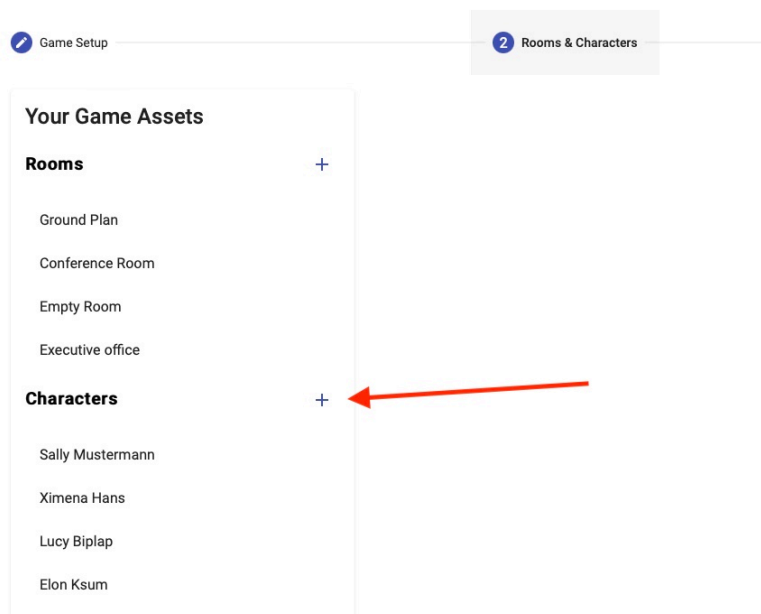 Game Setup
2 Rooms & Characters
Your Game Assets
Rooms +
Ground Plan
Conference Room
Empty Room
Executive office
Characters +
Sally Mustermann
Ximena Hans
Lucy Biplap
Elon Ksum